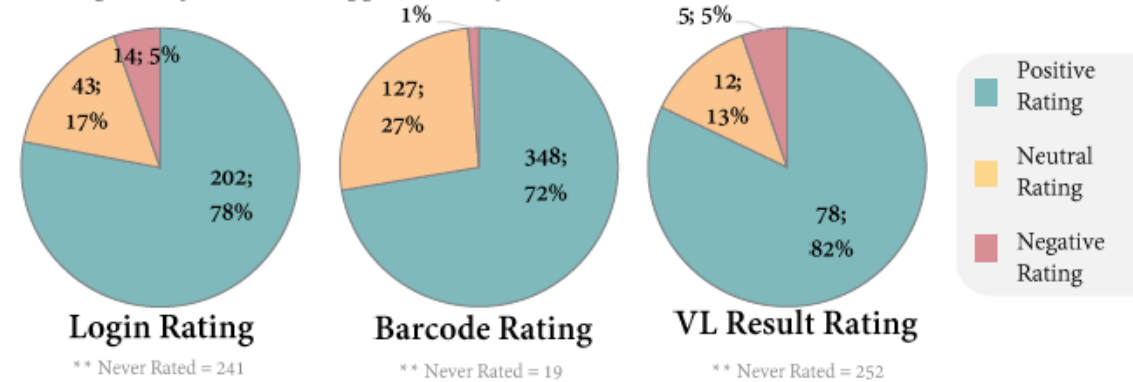 14; 5%
43;
17%
202;
78%
Login Rating
** Never Rated = 241
1%
127;
27%
348;
72%
Barcode Rating
** Never Rated = 19
5; 5%
12;
13%
78;
82%
VL Result Rating
** Never Rated = 252
Positive
Rating
Neutral
Rating
Negative
Rating